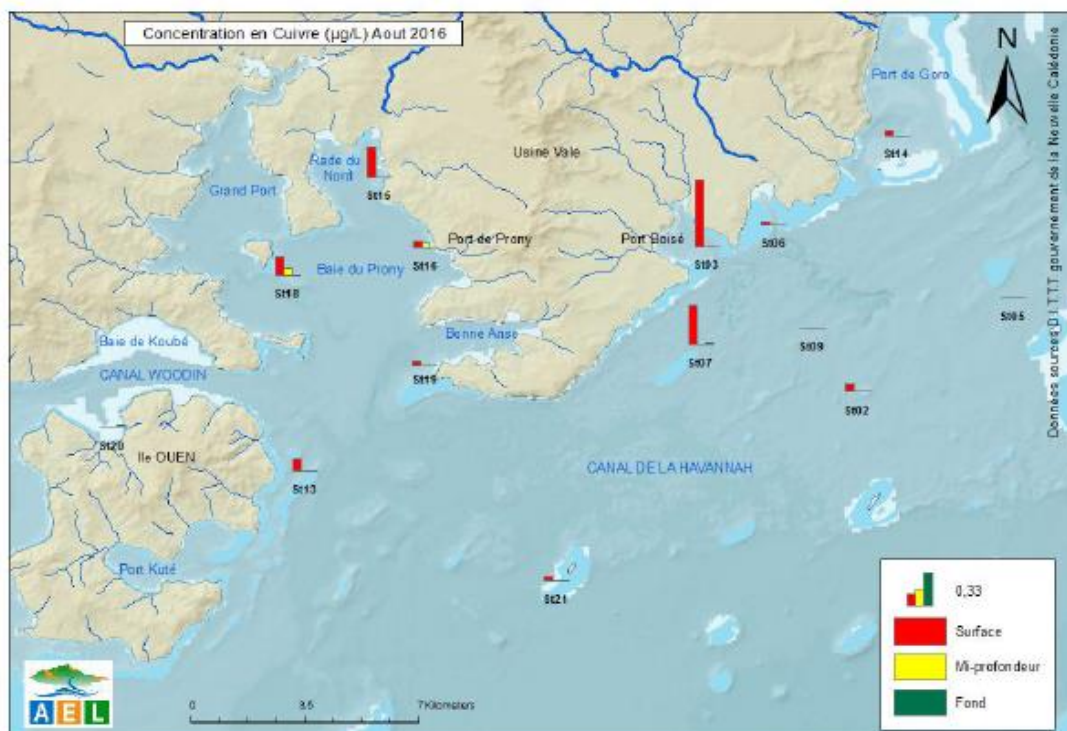 Concentration en Cuivre (µg/L) Aout 2016
N
Port de Goro
Données sources D.I.T.T.T gouvernement de la Nouvelle Calédonie
St14
Usine Vale
Rade du
Nord
St15
Grand Port
Port de Prony
Port Boisé
St16
St03
St06
Baie du Prony
St18
St05
Baie de Koubé
Bonne Anse
St09
St07
CANAL WOODIN
St19
St02
St20
Ile OUEN
CANAL DE LA HAVANNAH
St13
Port Kuté
St21
0,33
Surface
Mi-profondeur
Fond
AEL
0 3.5 7 Kilometers